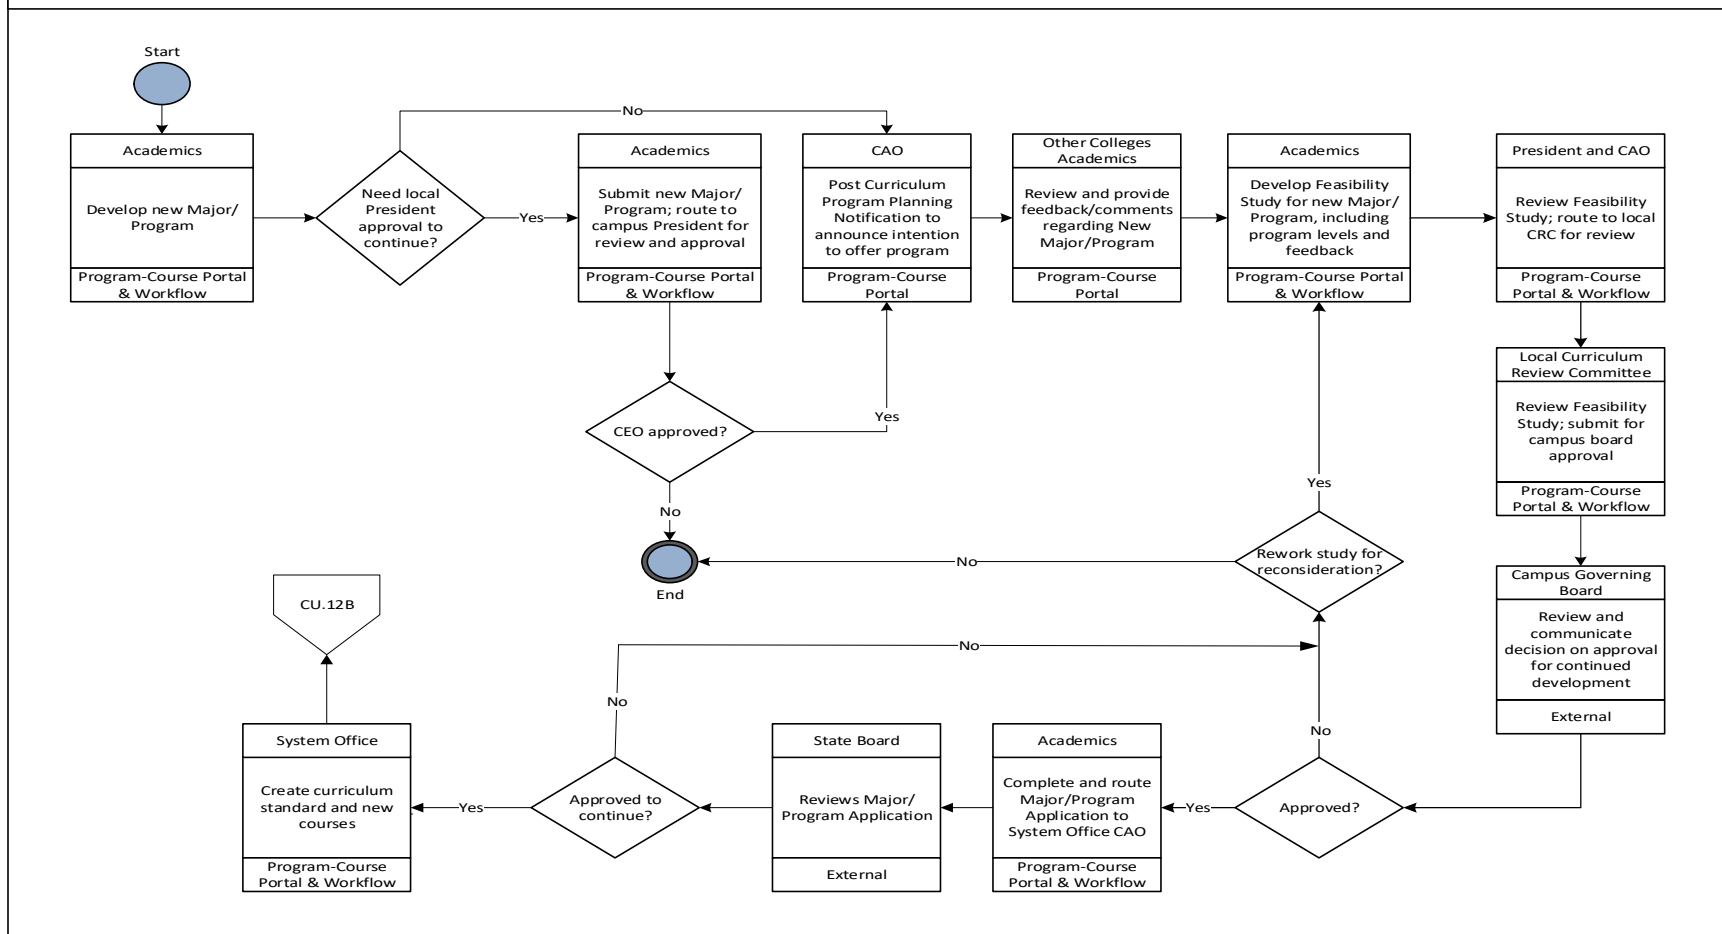 Start
No
Academics
Develop new Major/
Program
Program-Course Portal
& Workflow
Need local
President
approval to
continue?
Yes
Academics
Submit new Major/
Program; route to
campus President for
review and approval
Program-Course Portal
& Workflow
CAO
Post Curriculum
Program Planning
Notification to
announce intention
to offer program
Program-Course
Portal
Other Colleges
Academics
Review and provide
feedback/comments
regarding New
Major/Program
Program-Course
Portal
Academics
Develop Feasibility
Study for new Major/
Program, including
program levels and
feedback
Program-Course Portal
& Workflow
President and CAO
Review Feasibility
Study; route to local
CRC for review
Program-Course
Portal & Workflow
CEO approved?
Yes
No
End
Local Curriculum
Review Committee
Review Feasibility
Study; submit for
campus board
approval
Program-Course
Portal & Workflow
Yes
Rework study for
reconsideration?
No
Campus Governing
Board
Review and
communicate
decision on approval
for continued
development
External
CU.12B
No
No
No
System Office
Create curriculum
standard and new
courses
Program-Course
Portal & Workflow
Yes
Approved to
continue?
State Board
Reviews Major/
Program Application
External
Academics
Complete and route
Major/Program
Application to
System Office CAO
Program-Course
Portal & Workflow
Yes
Approved?